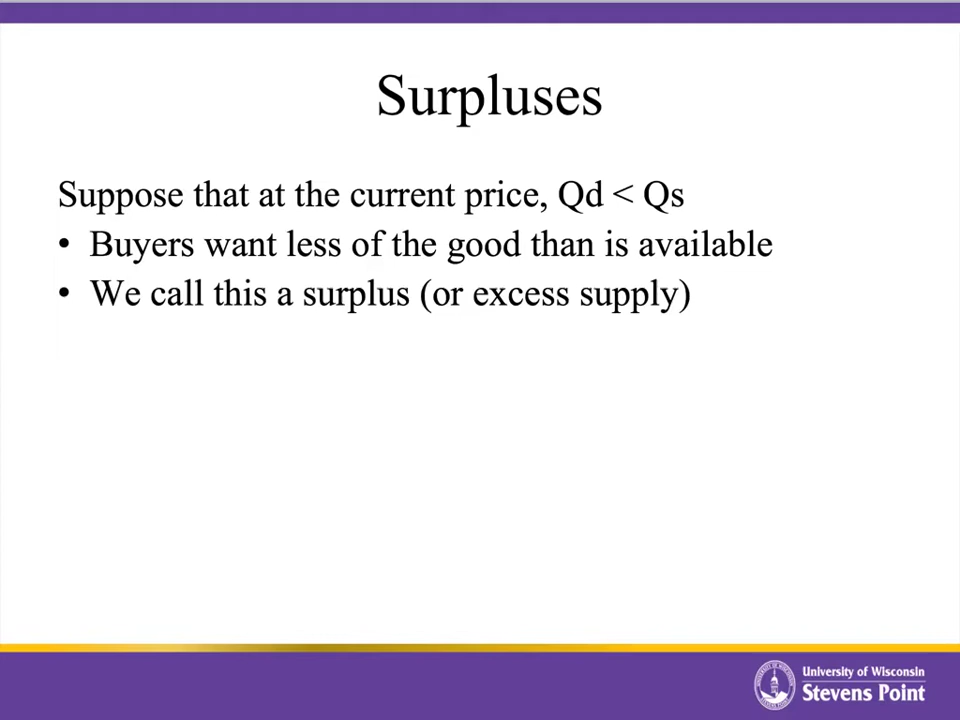 Surpluses
Suppose that at the current price, Qd < Qs
• Buyers want less of the good than is available
• We call this a surplus (or excess supply)
University of Wisconsin
Stevens Point